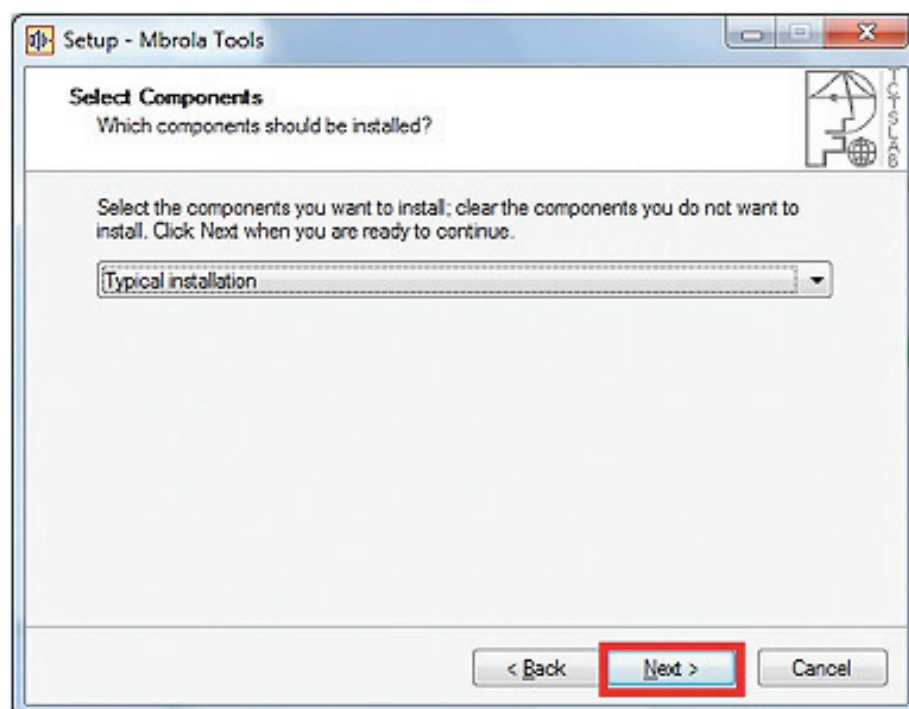 Setup - Mbrola Tools
Select Components
Which components should be installed?
TCTSLAB
Select the components you want to install; clear the components you do not want to
install. Click Next when you are ready to continue.
Typical installation
< Back
Next >
Cancel